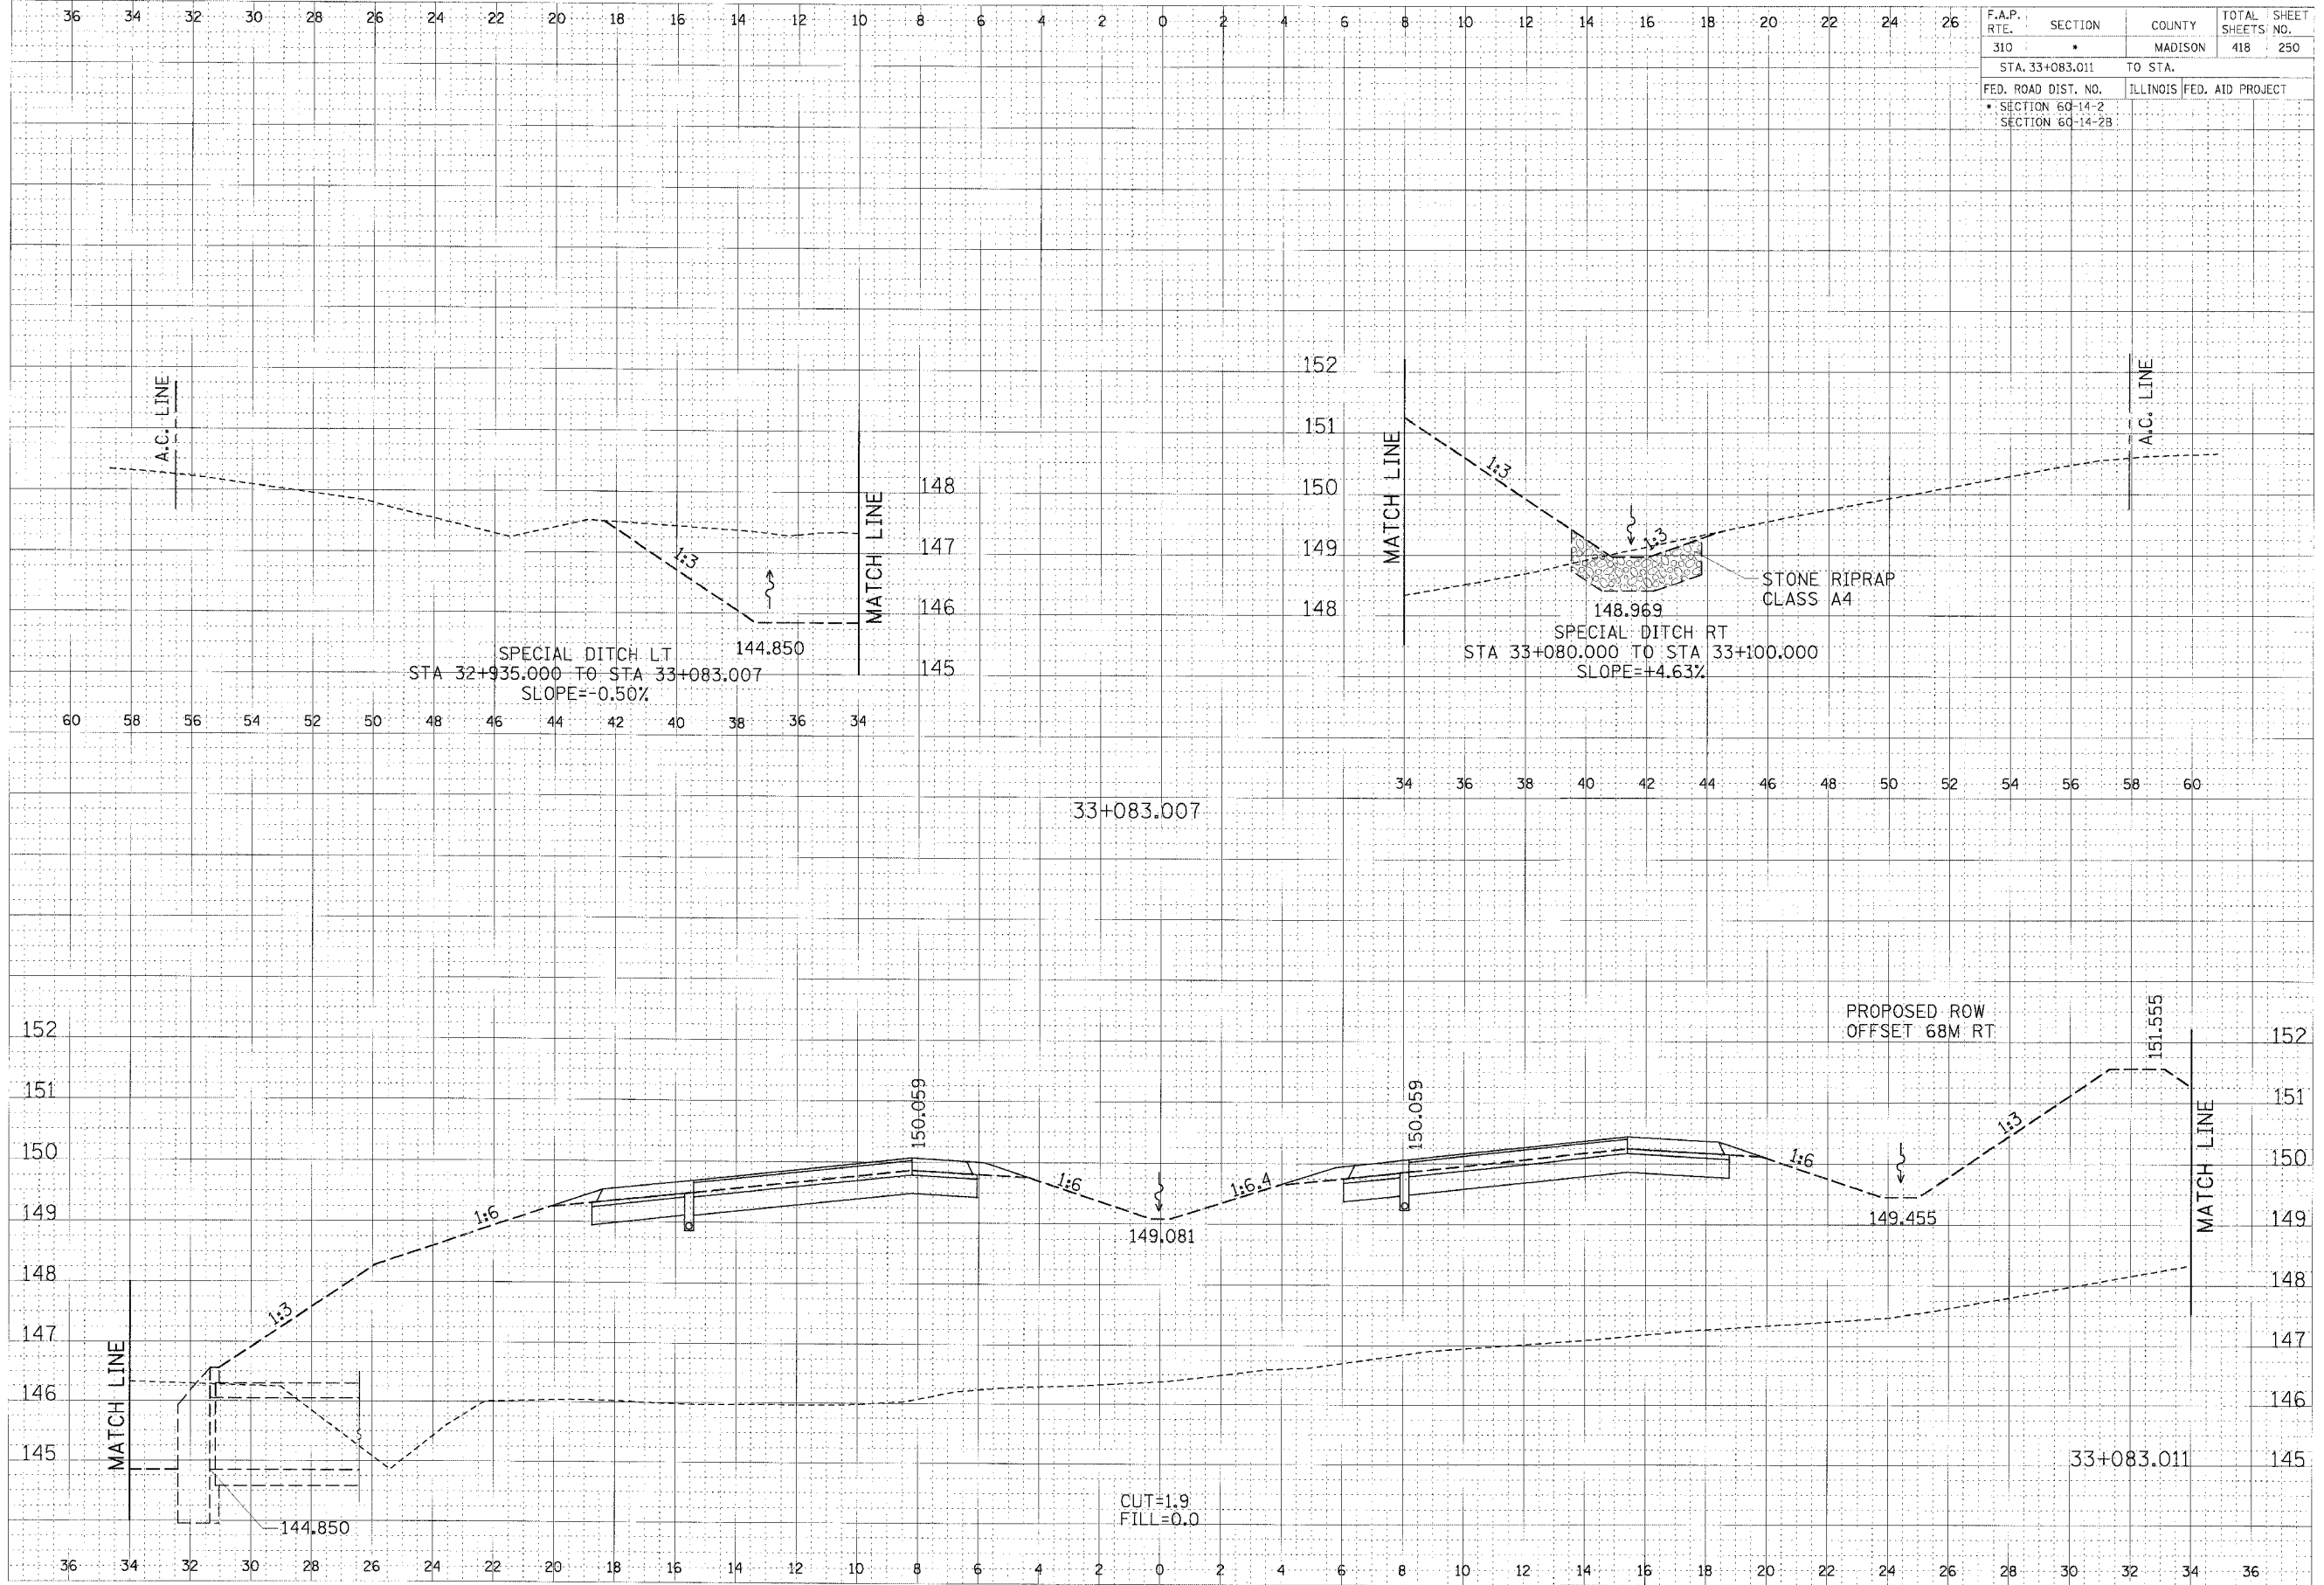 36 34 32 30 28 26 24 22 20 18 16 14 12 10 8 6 4 2 0 2 4 6 8 10 12 14 16 18 20 22 24 26
F.A.P. RTE. SECTION COUNTY TOTAL SHEETS SHEET NO.
310 * MADISON 418 250
STA. 33+083.011 TO STA.
FED. ROAD DIST. NO. ILLINOIS FED. AID PROJECT
* SECTION 60-14-2
SECTION 60-14-2B
A.C. LINE
1:3
MATCH LINE
148
147
146
145
144.850
SPECIAL DITCH LT
STA 32+935.000 TO STA 33+083.007
SLOPE=-0.50%
60 58 56 54 52 50 48 46 44 42 40 38 36 34
152
151
150
149
148
MATCH LINE
1:3
1:3
A.C. LINE
STONE RIPRAP
CLASS A4
148.969
SPECIAL DITCH RT
STA 33+080.000 TO STA 33+100.000
SLOPE=+4.63%
34 36 38 40 42 44 46 48 50 52 54 56 58 60
33+083.007
PROPOSED ROW
OFFSET 68M RT
151.555
152
151
150
149
148
147
146
145
MATCH LINE
1:3
1:6
150.059
1:6
149.081
1:6.4
150.059
1:6
149.455
1:3
MATCH LINE
152
151
150
149
148
147
146
145
33+083.011
144.850
CUT=1.9
FILL=0.0
36 34 32 30 28 26 24 22 20 18 16 14 12 10 8 6 4 2 0 2 4 6 8 10 12 14 16 18 20 22 24 26 28 30 32 34 36